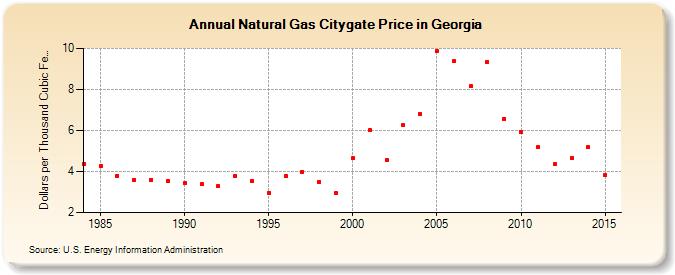 Annual Natural Gas Citygate Price in Georgia
Dollars per Thousand Cubic Fe...
10
8
6
4
2
1985 1990 1995 2000 2005 2010 2015
Source: U.S. Energy Information Administration